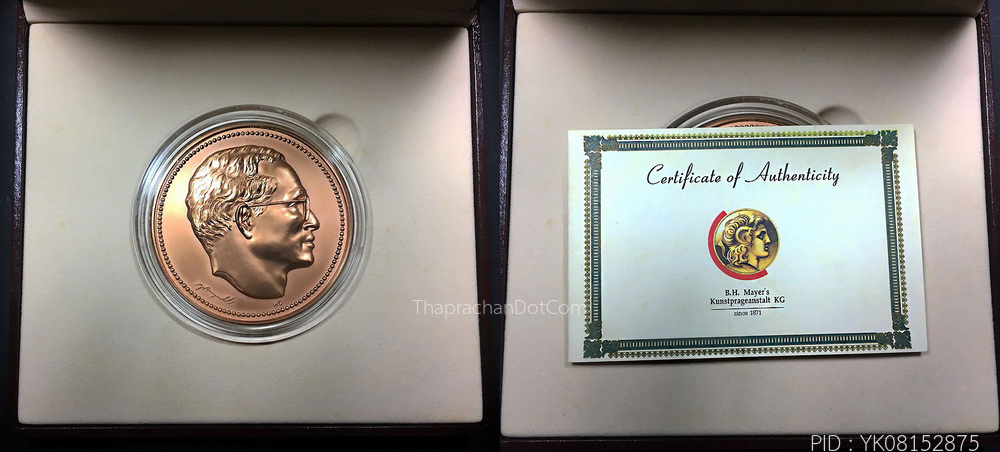 ThaprachanDotCom
Certificate of Authenticity
B.H. Mayer's
Kunstprageanstalt KG
since 1871
PID : YK08152875